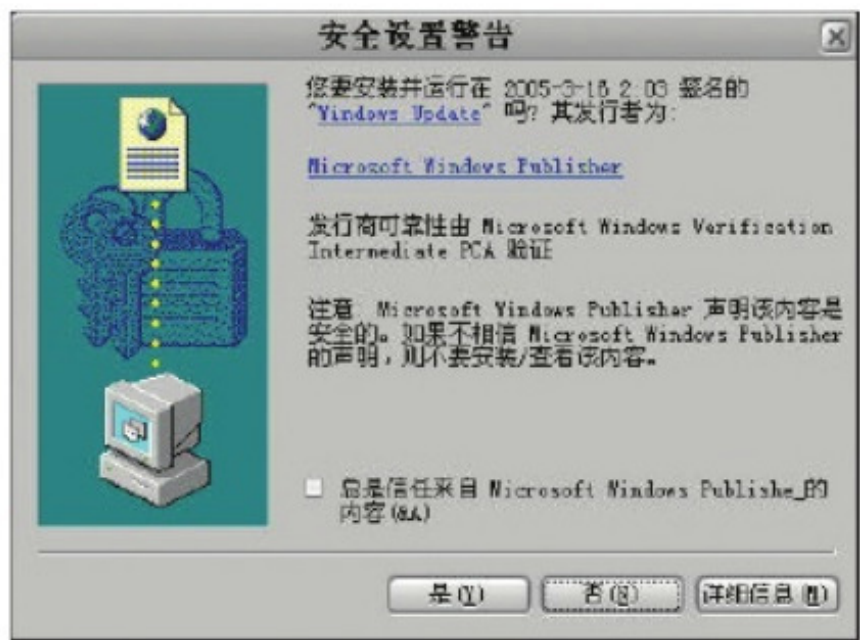 安全设置警告
您要安装并运行在 2005-3-18 2:03 签名的
"Windows Update" 吗? 其发行者为:
Microsoft Windows Publisher
发行商可靠性由 Microsoft Windows Verification
Intermediate PCA 验证
注意: Microsoft Windows Publisher 声明该内容是
安全的。如果不相信 Microsoft Windows Publisher
的声明,则不要安装/查看该内容。
总是信任来自 Microsoft Windows Publishe_的
内容(&A)
是(Y)
否(N)
详细信息(M)